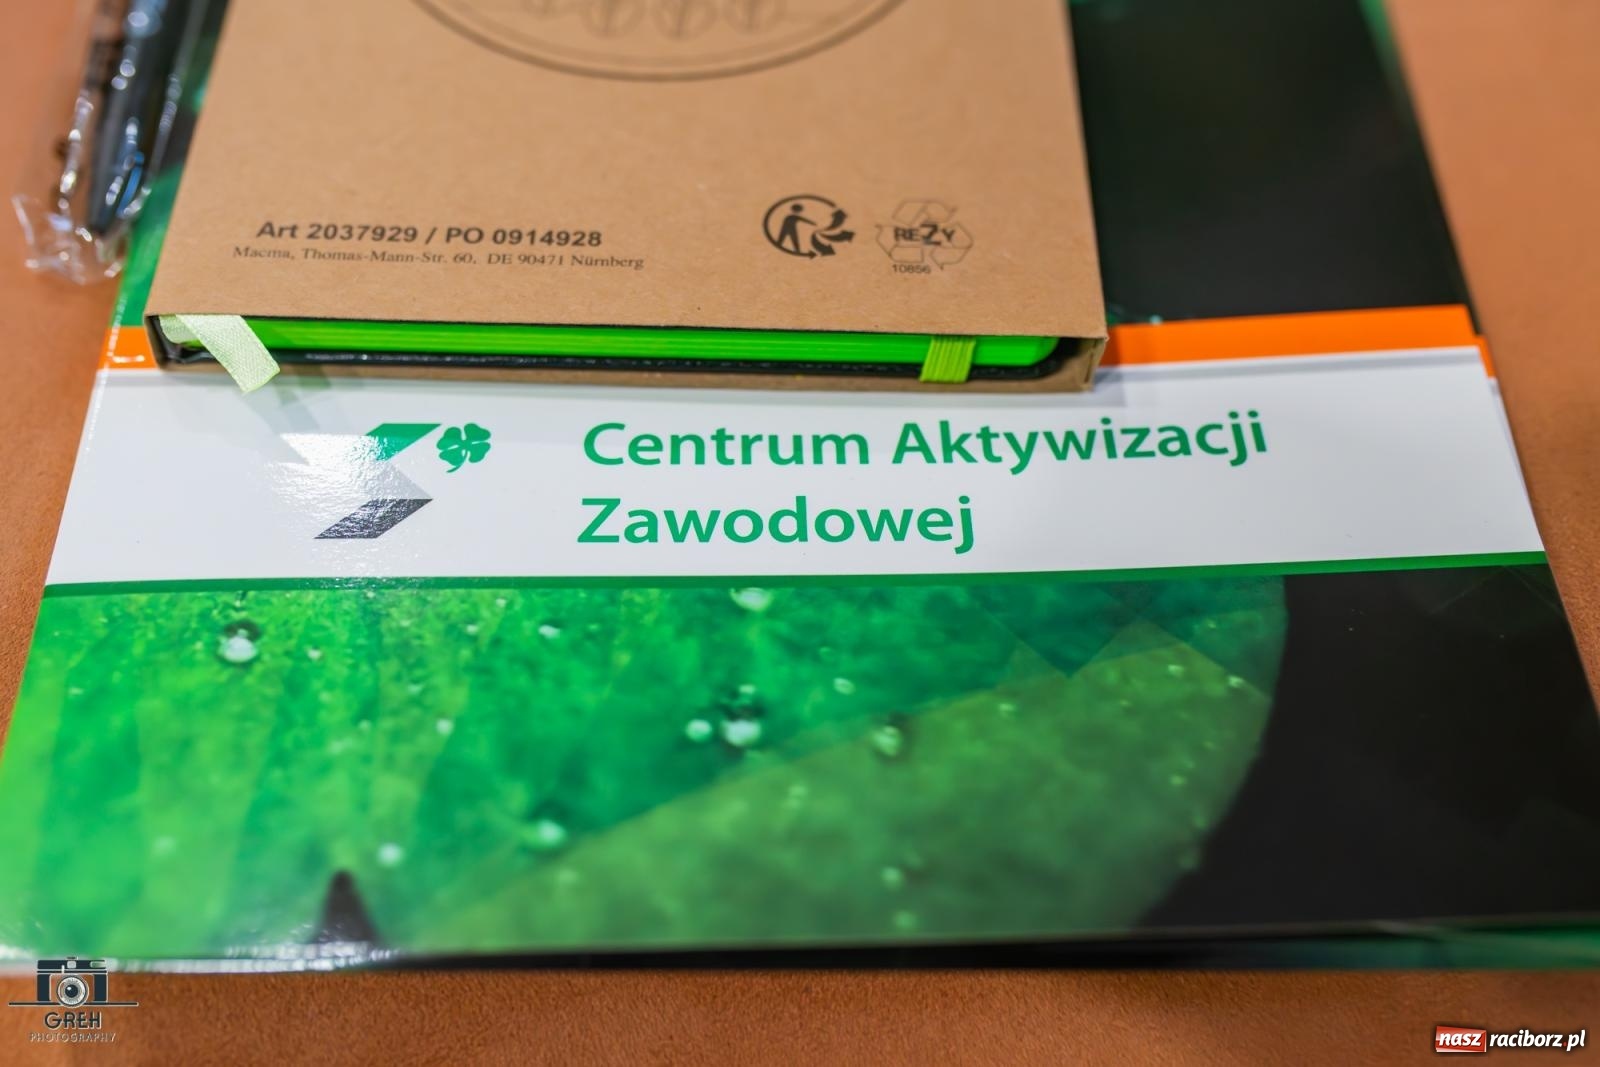 Art 2037929 / PO 0914928
Macma, Thomas-Mann-Str. 60, DE 90471 Nürnberg
REZY
10856
Centrum Aktywizacji
Zawodowej
GREH
PHOTOGRAPHY
nasz raciborz.pl